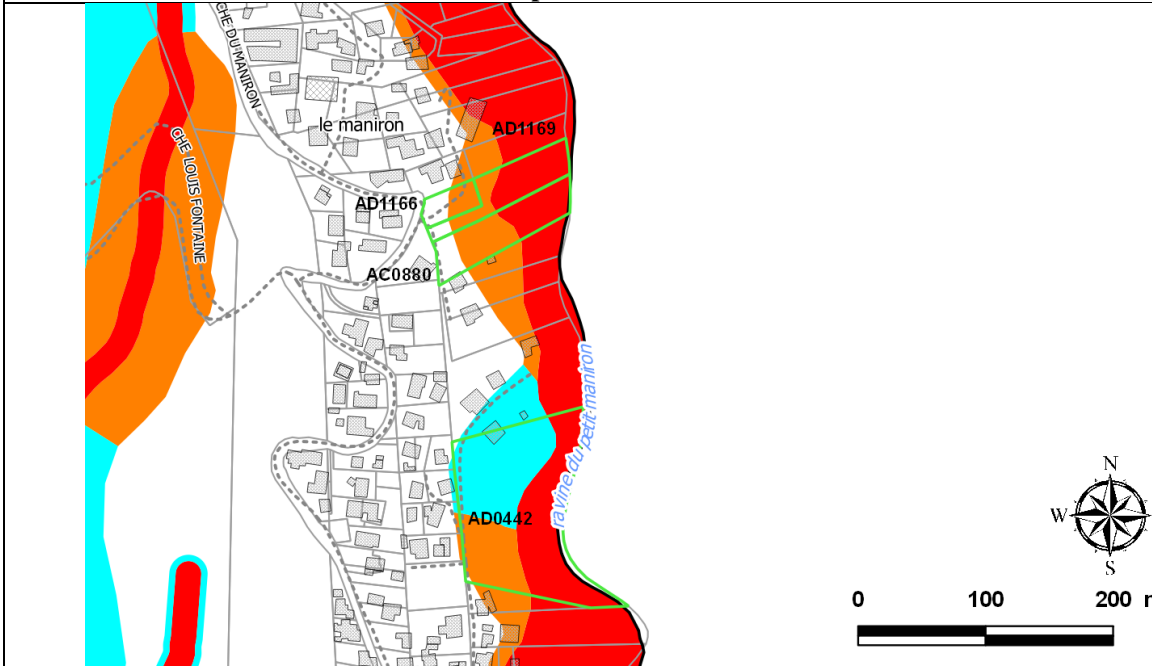 CHE DU MANIRON
le maniron
AD1169
CHE LOUIS FONTAINE
AD1166
AC0880
ravine du petit maniron
AD0442
N
W
S
0 100 200